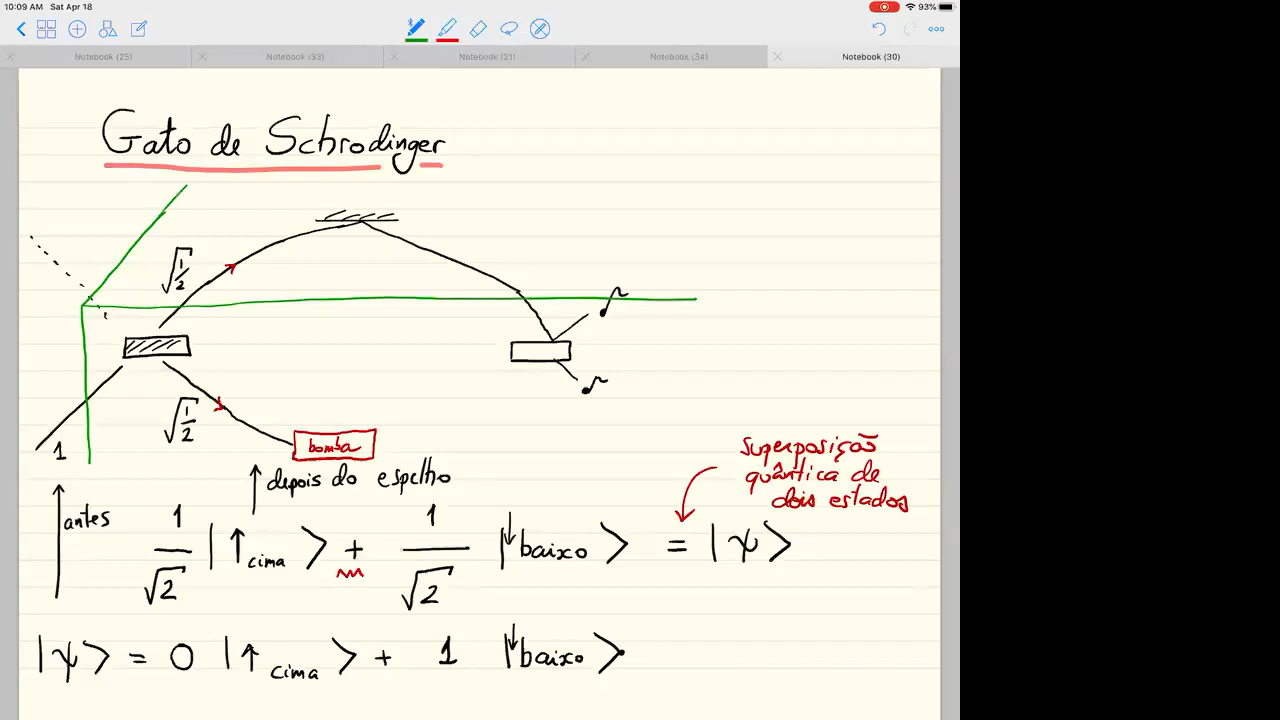 10:09 AM Sat Apr 18
93%
Notebook (25)
Notebook (33)
Notebook (21)
Notebook (34)
Notebook (30)
Gato de Schrodinger
√1/2
√1/2
1
bomba
depois do espelho
antes
superposição
quântica de
dois estados
1/√2 |↑cima> + 1/√2 |↓baixo> = |ψ>
|ψ> = 0 |↑cima> + 1 |↓baixo>